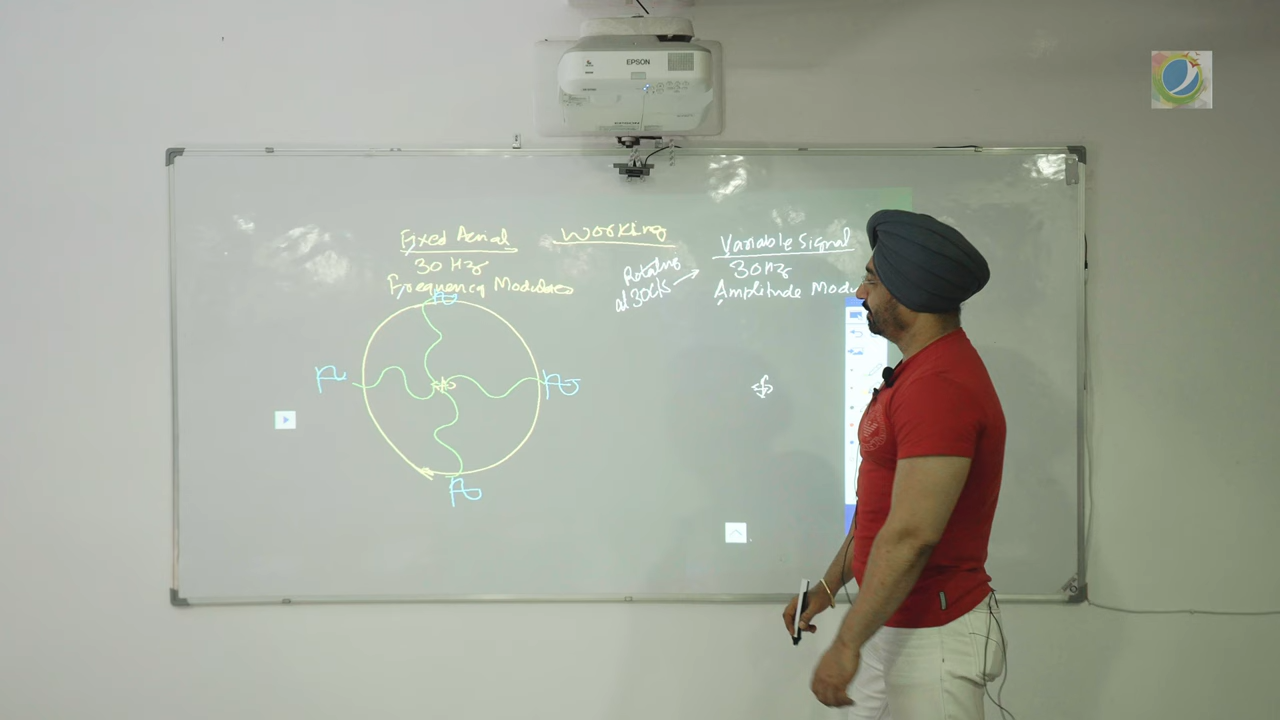 EPSON
Working
Fixed Aerial
30 Hz
Frequency Modulated
Variable Signal
30 Hz
Amplitude Modu
Rotating
at 30 c/s